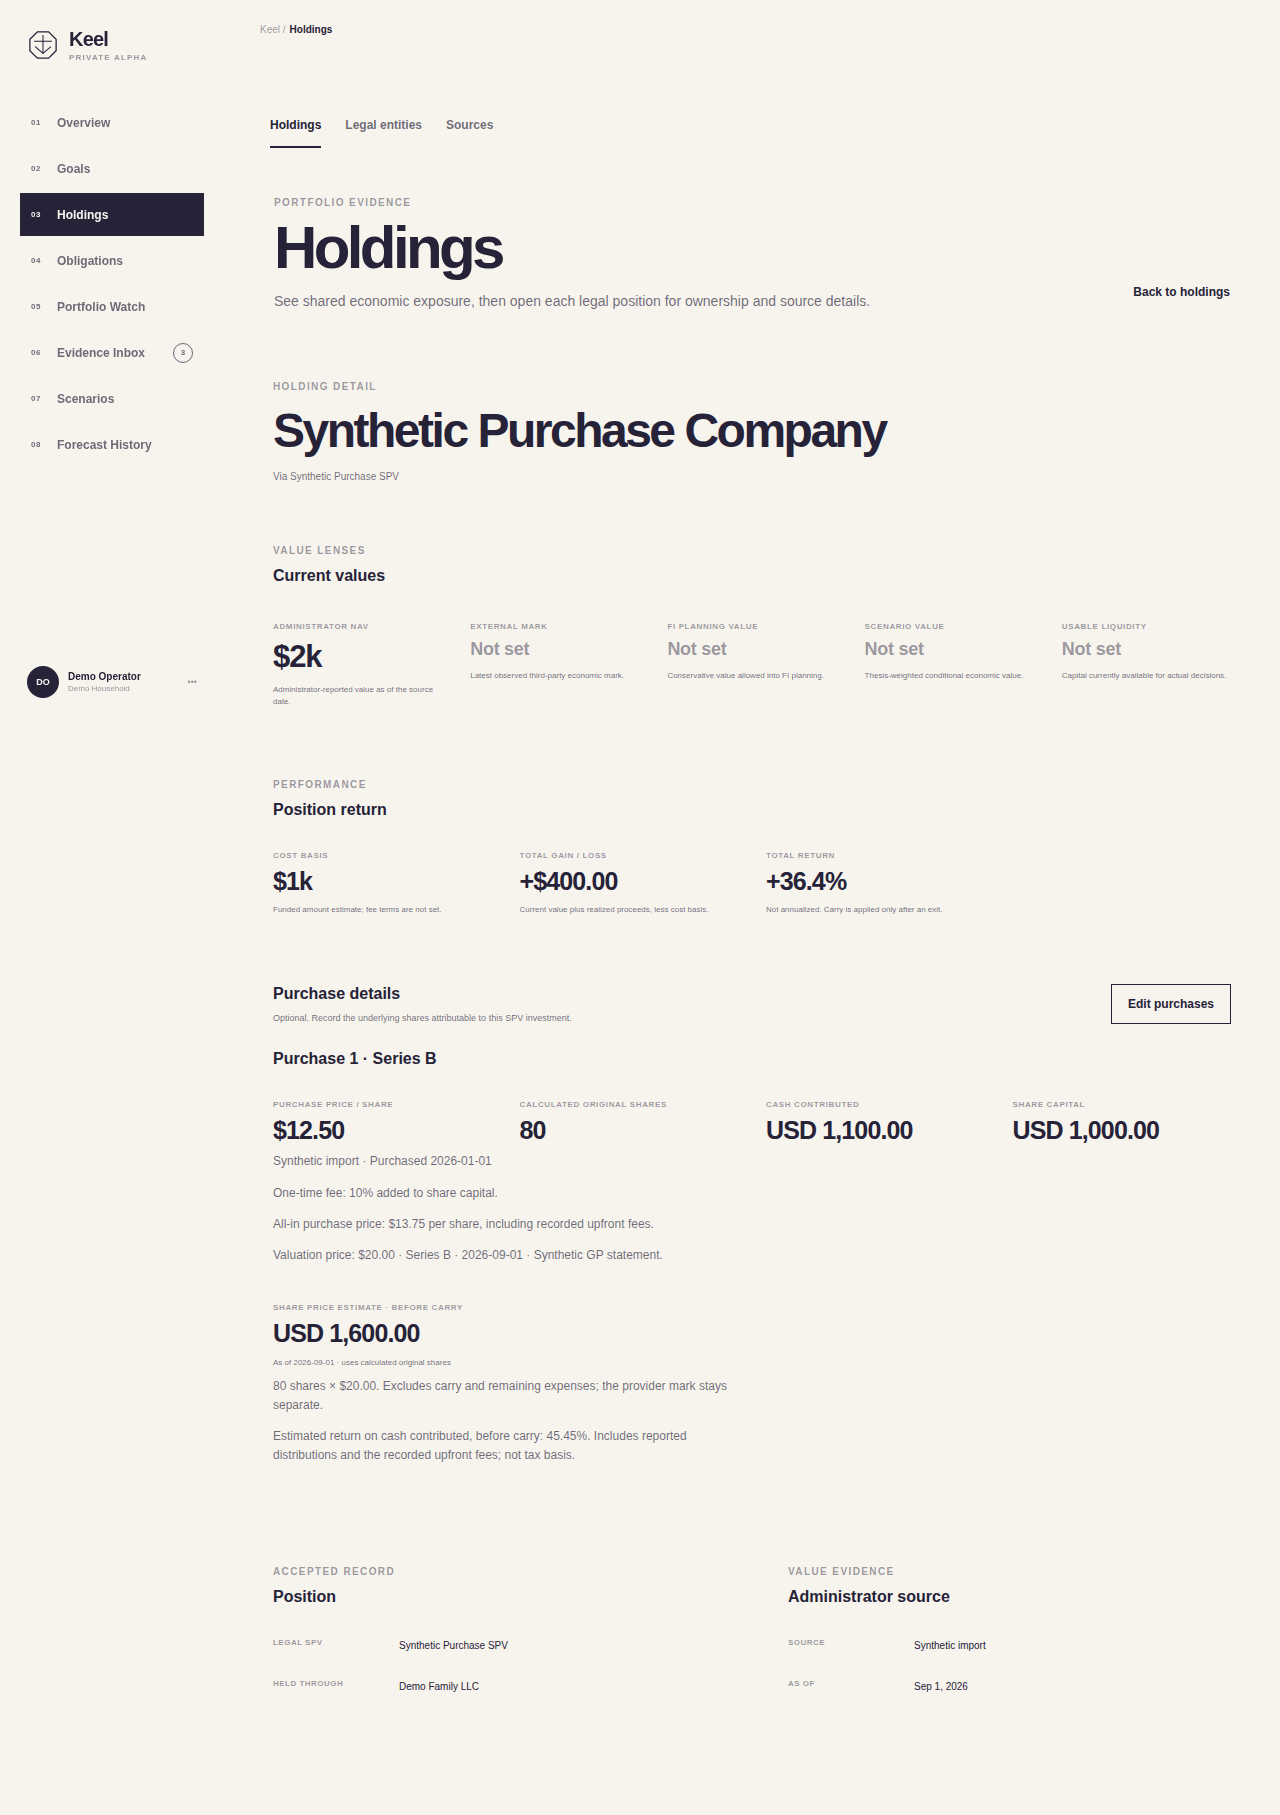 Keel
PRIVATE ALPHA
Keel / Holdings
01 Overview
02 Goals
03 Holdings
04 Obligations
05 Portfolio Watch
06 Evidence Inbox 3
07 Scenarios
08 Forecast History
DO
Demo Operator
Demo Household
•••
Holdings Legal entities Sources
PORTFOLIO EVIDENCE
Holdings
See shared economic exposure, then open each legal position for ownership and source details.
Back to holdings
HOLDING DETAIL
Synthetic Purchase Company
Via Synthetic Purchase SPV
VALUE LENSES
Current values
ADMINISTRATOR NAV
$2k
Administrator-reported value as of the source
date.
EXTERNAL MARK
Not set
Latest observed third-party economic mark.
FI PLANNING VALUE
Not set
Conservative value allowed into FI planning.
SCENARIO VALUE
Not set
Thesis-weighted conditional economic value.
USABLE LIQUIDITY
Not set
Capital currently available for actual decisions.
PERFORMANCE
Position return
COST BASIS
$1k
Funded amount estimate; fee terms are not set.
TOTAL GAIN / LOSS
+$400.00
Current value plus realized proceeds, less cost basis.
TOTAL RETURN
+36.4%
Not annualized. Carry is applied only after an exit.
Purchase details
Optional. Record the underlying shares attributable to this SPV investment.
Edit purchases
Purchase 1 · Series B
PURCHASE PRICE / SHARE
$12.50
CALCULATED ORIGINAL SHARES
80
CASH CONTRIBUTED
USD 1,100.00
SHARE CAPITAL
USD 1,000.00
Synthetic import · Purchased 2026-01-01
One-time fee: 10% added to share capital.
All-in purchase price: $13.75 per share, including recorded upfront fees.
Valuation price: $20.00 · Series B · 2026-09-01 · Synthetic GP statement.
SHARE PRICE ESTIMATE · BEFORE CARRY
USD 1,600.00
As of 2026-09-01 · uses calculated original shares
80 shares × $20.00. Excludes carry and remaining expenses; the provider mark stays
separate.
Estimated return on cash contributed, before carry: 45.45%. Includes reported
distributions and the recorded upfront fees; not tax basis.
ACCEPTED RECORD
Position
LEGAL SPV Synthetic Purchase SPV
HELD THROUGH Demo Family LLC
VALUE EVIDENCE
Administrator source
SOURCE Synthetic import
AS OF Sep 1, 2026